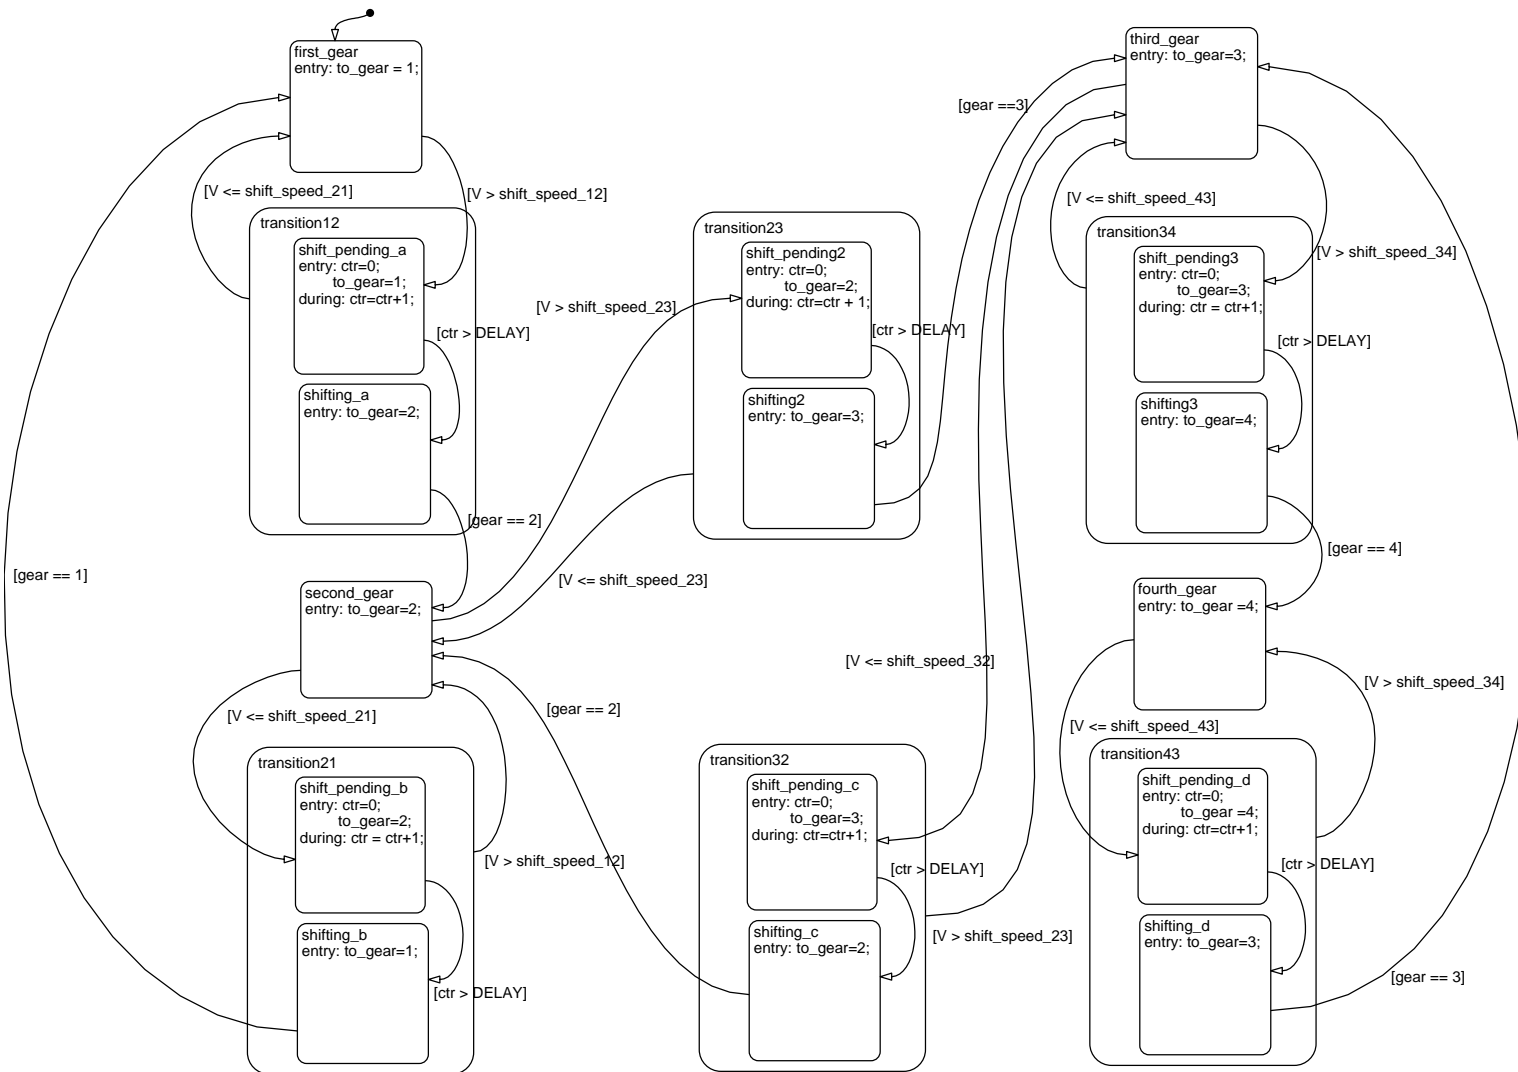 first_gear
entry: to_gear = 1;
[V <= shift_speed_21]
[V > shift_speed_12]
transition12
shift_pending_a
entry: ctr=0;
to_gear=1;
during: ctr=ctr+1;
[ctr > DELAY]
shifting_a
entry: to_gear=2;
[gear == 2]
[gear == 1]
second_gear
entry: to_gear=2;
[V <= shift_speed_21]
transition21
shift_pending_b
entry: ctr=0;
to_gear=2;
during: ctr = ctr+1;
[V > shift_speed_12]
shifting_b
entry: to_gear=1;
[ctr > DELAY]
[V > shift_speed_23]
transition23
shift_pending2
entry: ctr=0;
to_gear=2;
during: ctr=ctr + 1;
[ctr > DELAY]
shifting2
entry: to_gear=3;
[gear ==3]
[V <= shift_speed_23]
[V <= shift_speed_32]
[gear == 2]
transition32
shift_pending_c
entry: ctr=0;
to_gear=3;
during: ctr=ctr+1;
[ctr > DELAY]
shifting_c
entry: to_gear=2;
[V > shift_speed_23]
third_gear
entry: to_gear=3;
[V <= shift_speed_43]
transition34
[V > shift_speed_34]
shift_pending3
entry: ctr=0;
to_gear=3;
during: ctr = ctr+1;
[ctr > DELAY]
shifting3
entry: to_gear=4;
[gear == 4]
fourth_gear
entry: to_gear =4;
[V > shift_speed_34]
[V <= shift_speed_43]
transition43
shift_pending_d
entry: ctr=0;
to_gear =4;
during: ctr=ctr+1;
[ctr > DELAY]
shifting_d
entry: to_gear=3;
[gear == 3]